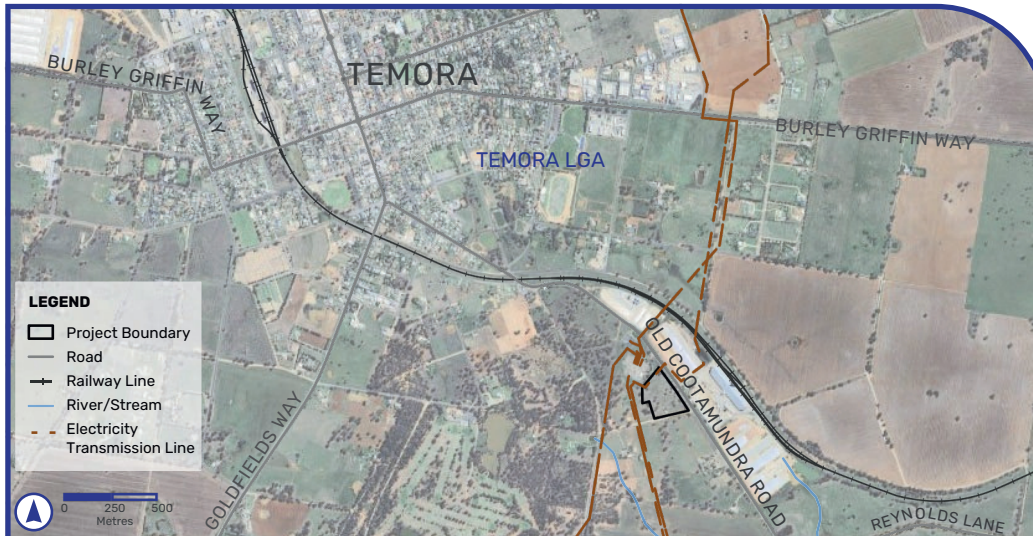 BURLEY GRIFFIN WAY
TEMORA
BURLEY GRIFFIN WAY
TEMORA LGA
LEGEND
Project Boundary
Road
Railway Line
River/Stream
Electricity
Transmission Line
OLD COOTAMUNDRA ROAD
GOLDFIELDS WAY
0 250 500
Metres
REYNOLDS LANE